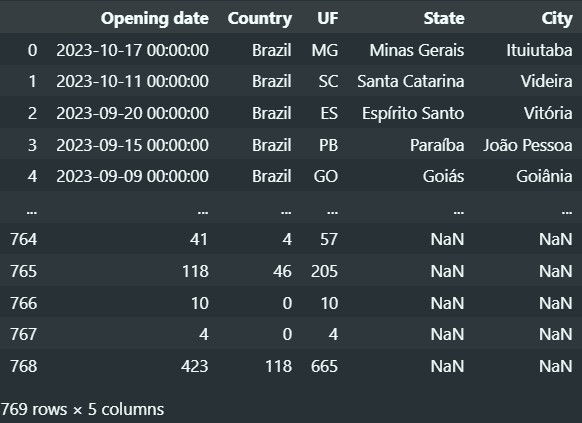 Opening date Country UF State City
0 2023-10-17 00:00:00 Brazil MG Minas Gerais Ituiutaba
1 2023-10-11 00:00:00 Brazil SC Santa Catarina Videira
2 2023-09-20 00:00:00 Brazil ES Espírito Santo Vitória
3 2023-09-15 00:00:00 Brazil PB Paraíba João Pessoa
4 2023-09-09 00:00:00 Brazil GO Goiás Goiânia
... ... ... ... ... ...
764 41 4 57 NaN NaN
765 118 46 205 NaN NaN
766 10 0 10 NaN NaN
767 4 0 4 NaN NaN
768 423 118 665 NaN NaN
769 rows × 5 columns